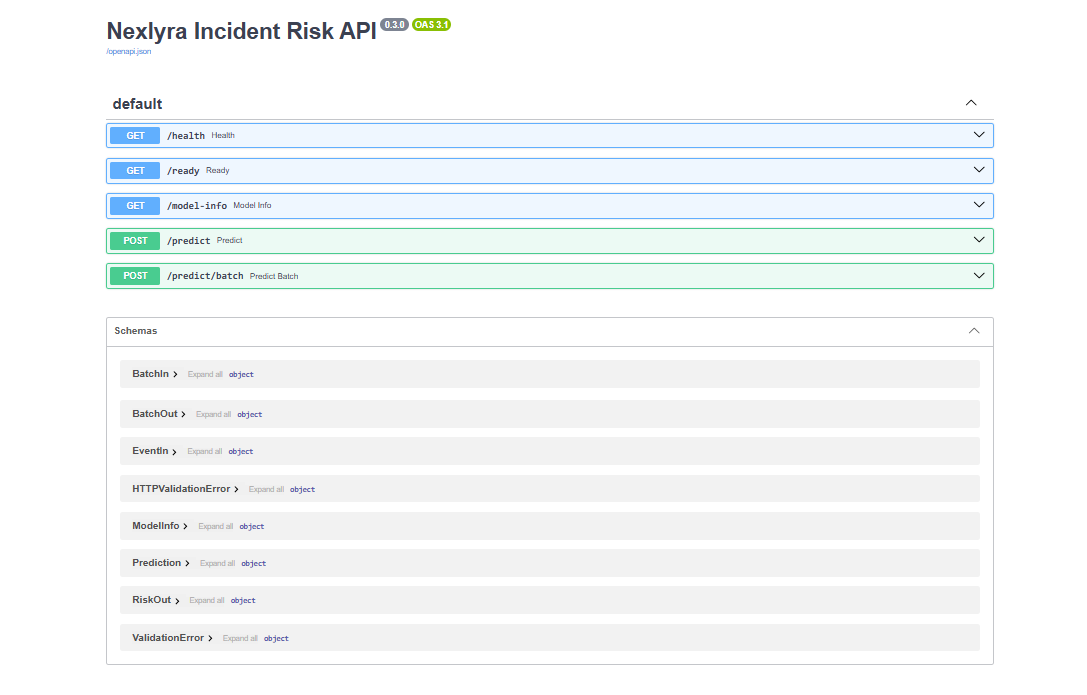 Nexlyra Incident Risk API 0.3.0 OAS 3.1
/openapi.json
default
GET /health Health
GET /ready Ready
GET /model-info Model Info
POST /predict Predict
POST /predict/batch Predict Batch
Schemas
BatchIn Expand all object
BatchOut Expand all object
EventIn Expand all object
HTTPValidationError Expand all object
ModelInfo Expand all object
Prediction Expand all object
RiskOut Expand all object
ValidationError Expand all object